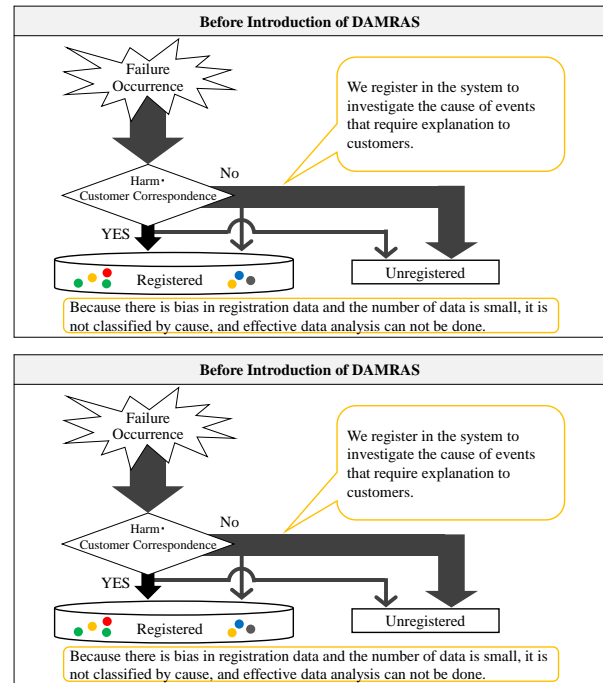 Before Introduction of DAMRAS
Failure
Occurrence
We register in the system to
investigate the cause of events
that require explanation to
customers.
Harm・
Customer Correspondence
No
YES
Registered
Unregistered
Because there is bias in registration data and the number of data is small, it is
not classified by cause, and effective data analysis can not be done.
Before Introduction of DAMRAS
Failure
Occurrence
We register in the system to
investigate the cause of events
that require explanation to
customers.
Harm・
Customer Correspondence
No
YES
Registered
Unregistered
Because there is bias in registration data and the number of data is small, it is
not classified by cause, and effective data analysis can not be done.